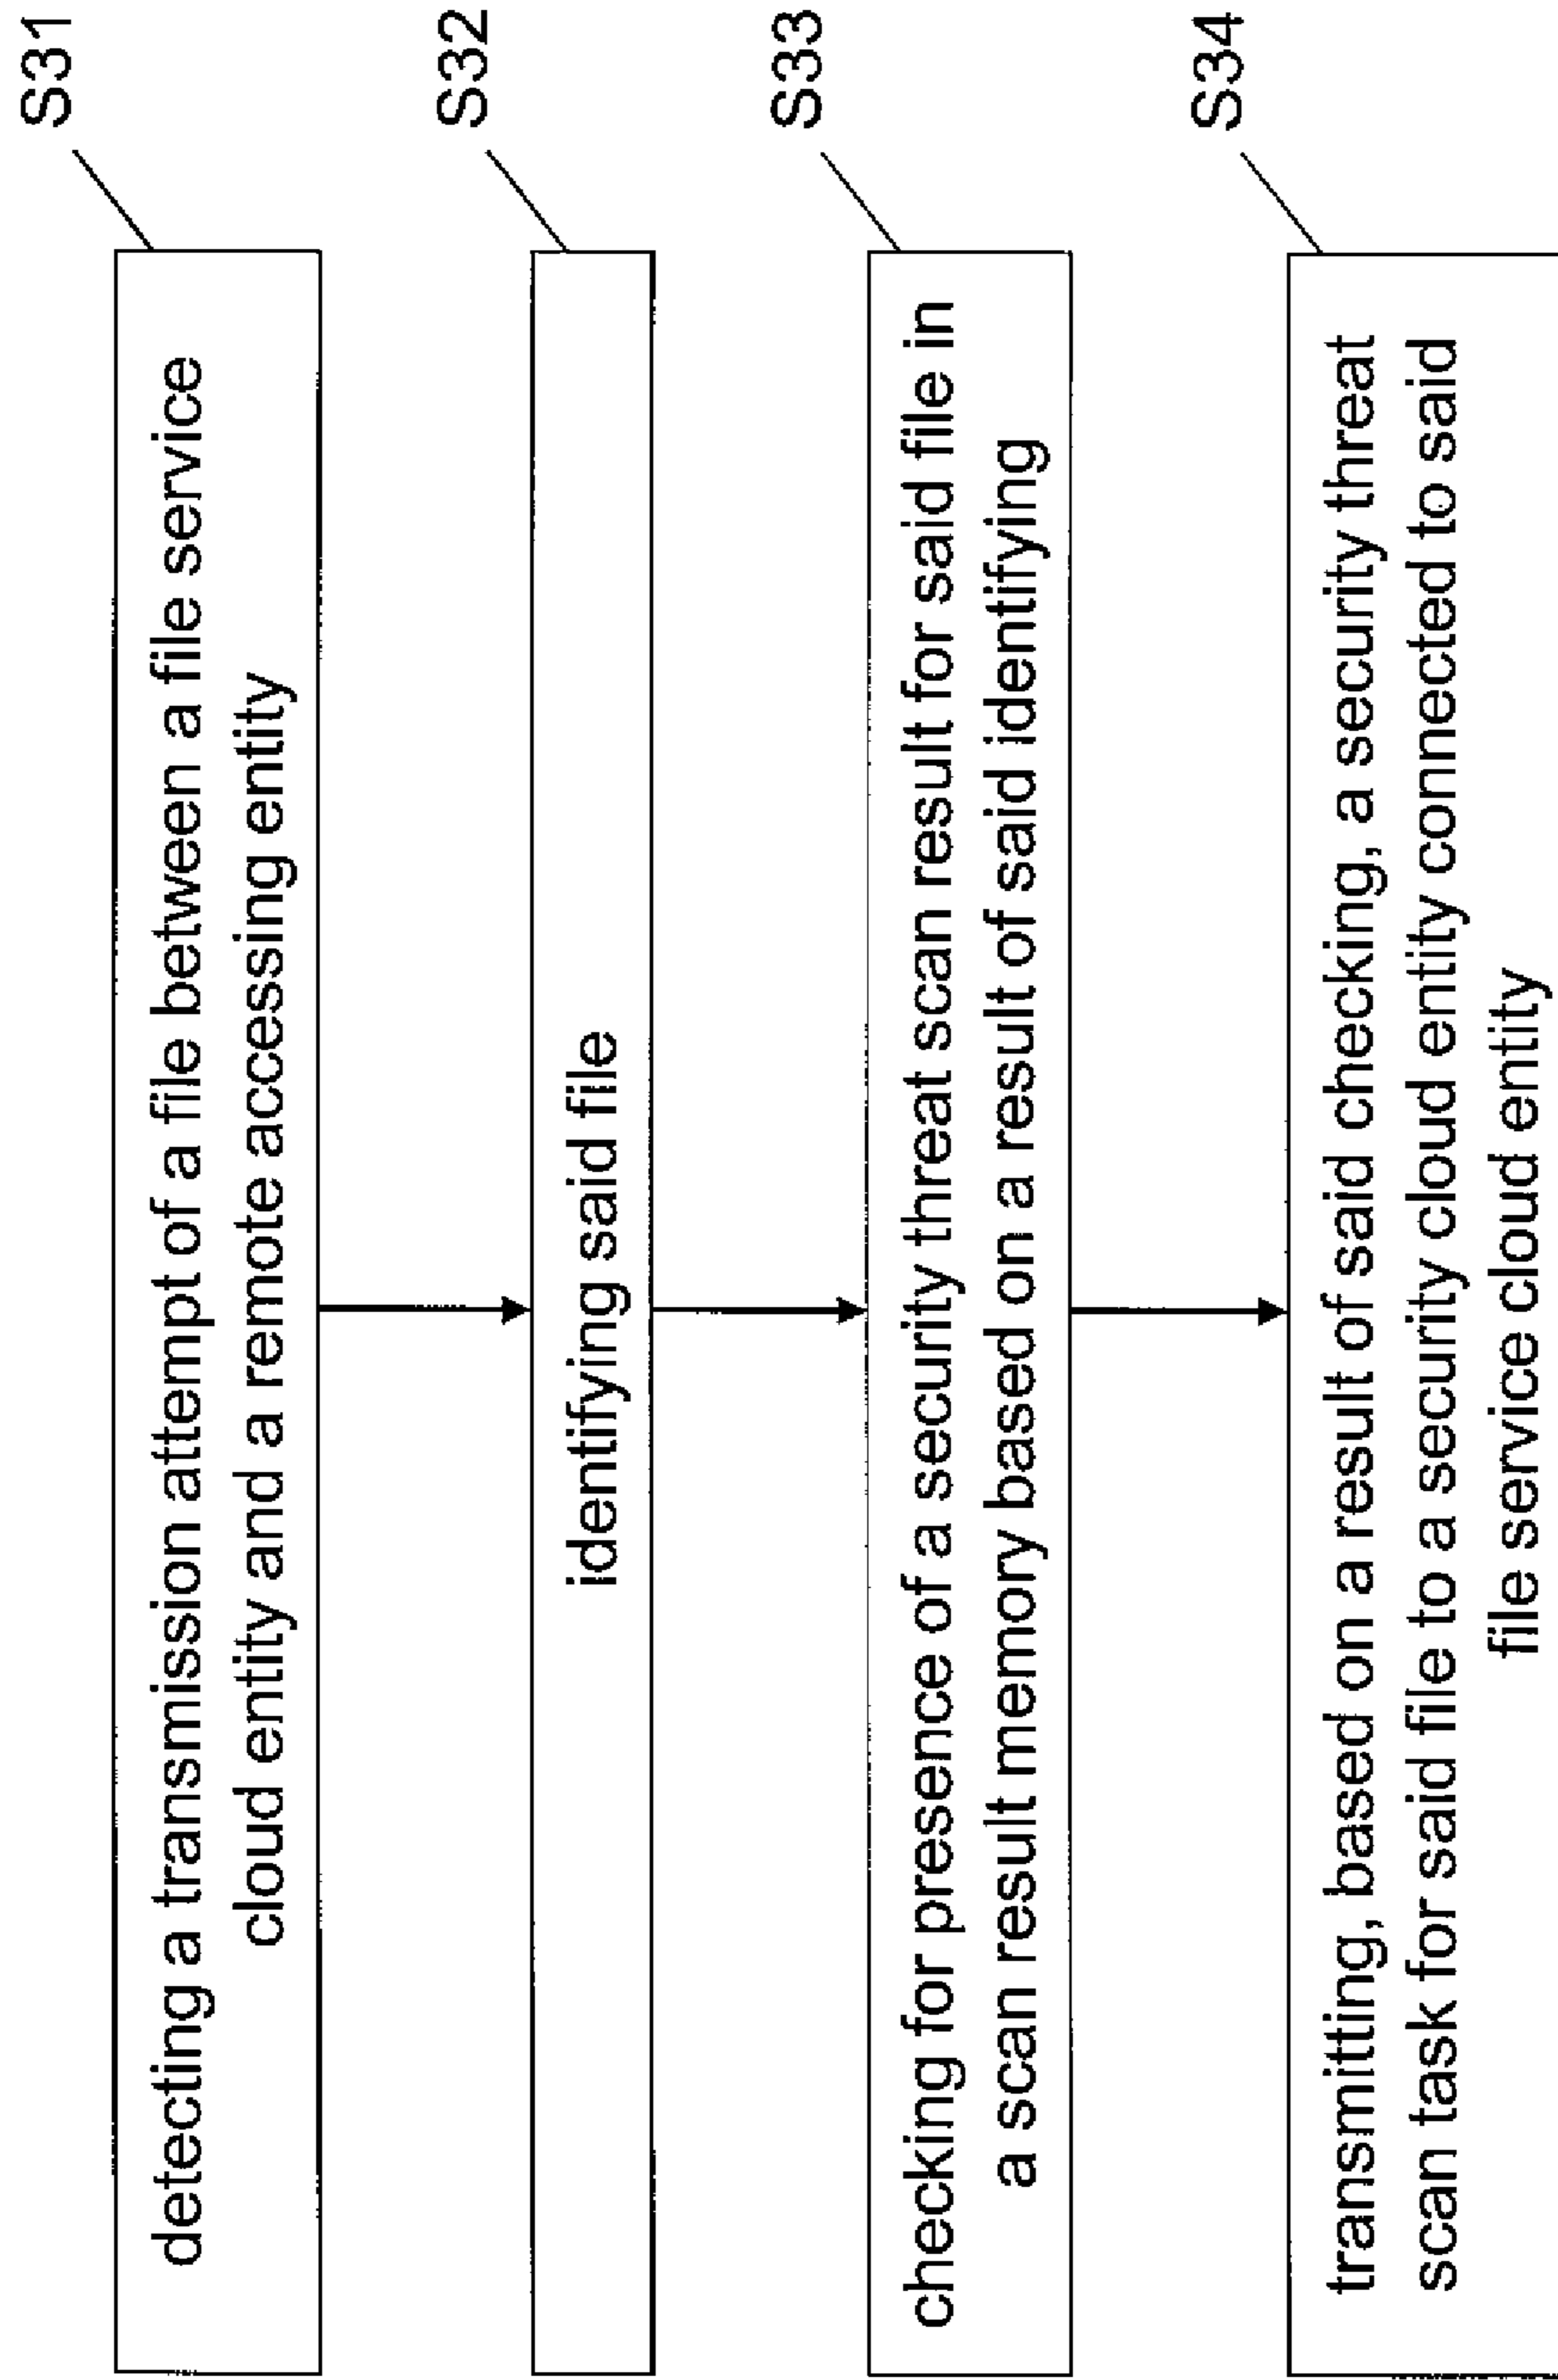 S31
detecting a transmission attempt of a file between a file service
cloud entity and a remote accessing entity
S32
identifying said file
S33
checking for presence of a security threat scan result for said file in
a scan result memory based on a result of said identifying
S34
transmitting, based on a result of said checking, a security threat
scan task for said file to a security cloud entity connected to said
file service cloud entity